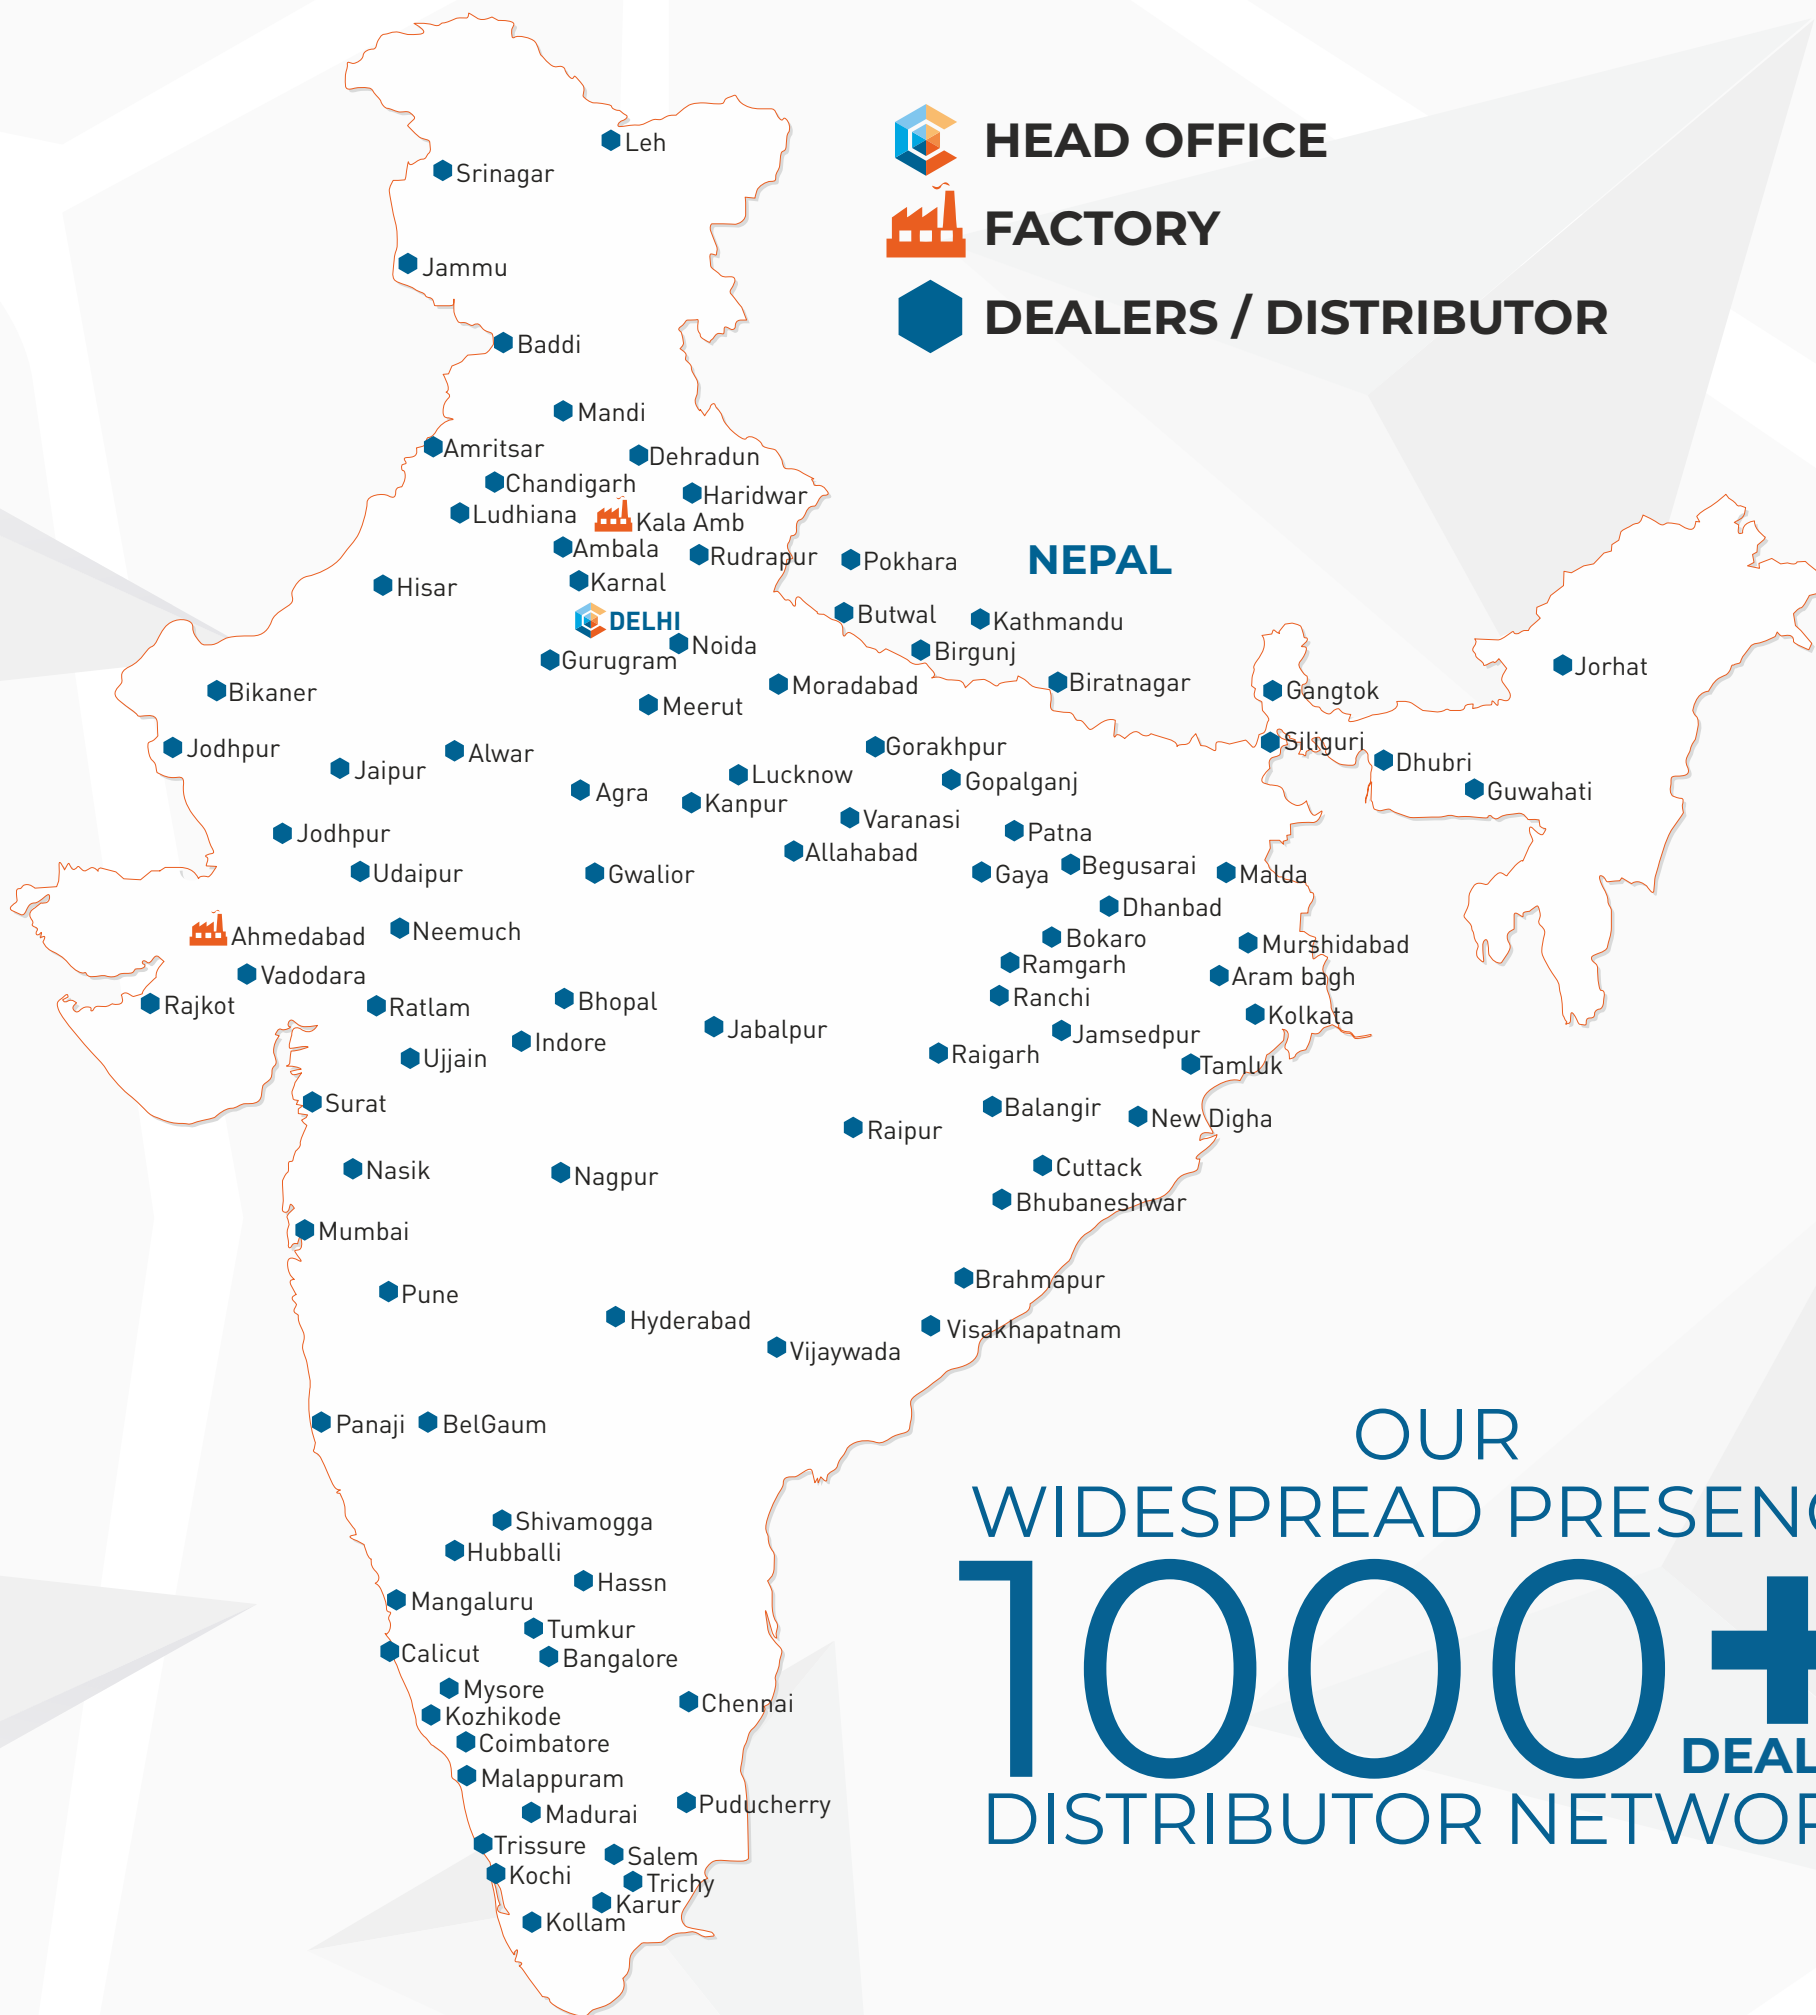 HEAD OFFICE
FACTORY
DEALERS / DISTRIBUTOR
Leh
Srinagar
Jammu
Baddi
Mandi
Amritsar
Dehradun
Chandigarh
Haridwar
Ludhiana
Kala Amb
Ambala
Rudrapur
Pokhara
NEPAL
Hisar
Karnal
Butwal
Kathmandu
DELHI
Noida
Birgunj
Gurugram
Jorhat
Bikaner
Moradabad
Biratnagar
Gangtok
Meerut
Jodhpur
Alwar
Gorakhpur
Siliguri
Jaipur
Lucknow
Gopalganj
Dhubri
Agra
Kanpur
Guwahati
Varanasi
Jodhpur
Patna
Allahabad
Udaipur
Gwalior
Gaya
Begusarai
Malda
Dhanbad
Ahmedabad
Neemuch
Bokaro
Murshidabad
Vadodara
Ramgarh
Aram bagh
Rajkot
Ratlam
Bhopal
Ranchi
Kolkata
Indore
Jabalpur
Jamsedpur
Ujjain
Raigarh
Tamluk
Surat
Balangir
New Digha
Raipur
Nasik
Nagpur
Cuttack
Bhubaneshwar
Mumbai
Brahmapur
Pune
Hyderabad
Visakhapatnam
Vijaywada
Panaji
BelGaum
Shivamogga
Hubballi
Hassn
Mangaluru
Tumkur
Calicut
Bangalore
Mysore
Chennai
Kozhikode
Coimbatore
Malappuram
Madurai
Puducherry
Trissure
Salem
Kochi
Trichy
Karur
Kollam
OUR
WIDESPREAD PRESENC
1000+
DEAL
DISTRIBUTOR NETWOR